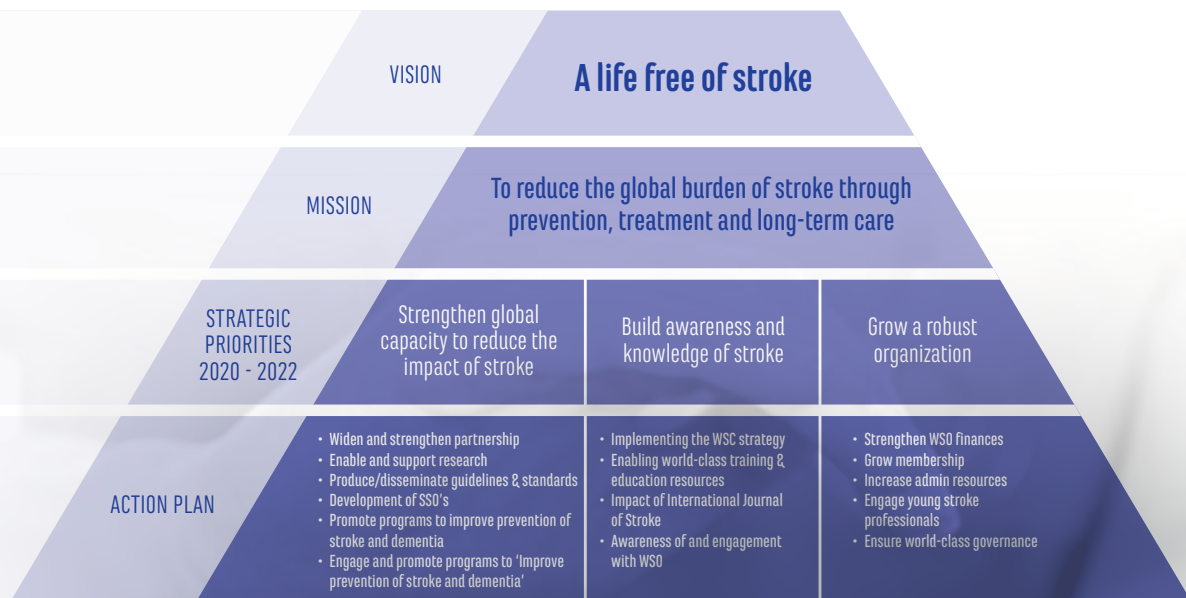 VISION
A life free of stroke
MISSION
To reduce the global burden of stroke through
prevention, treatment and long-term care
STRATEGIC
PRIORITIES
2020 - 2022
Strengthen global
capacity to reduce the
impact of stroke
Build awareness and
knowledge of stroke
Grow a robust
organization
ACTION PLAN
• Widen and strengthen partnership
• Enable and support research
• Produce/disseminate guidelines & standards
• Development of SSO's
• Promote programs to improve prevention of
stroke and dementia
• Engage and promote programs to 'Improve
prevention of stroke and dementia'
• Implementing the WSC strategy
• Enabling world-class training &
education resources
• Impact of International Journal
of Stroke
• Awareness of and engagement
with WSO
• Strengthen WSO finances
• Grow membership
• Increase admin resources
• Engage young stroke
professionals
• Ensure world-class governance